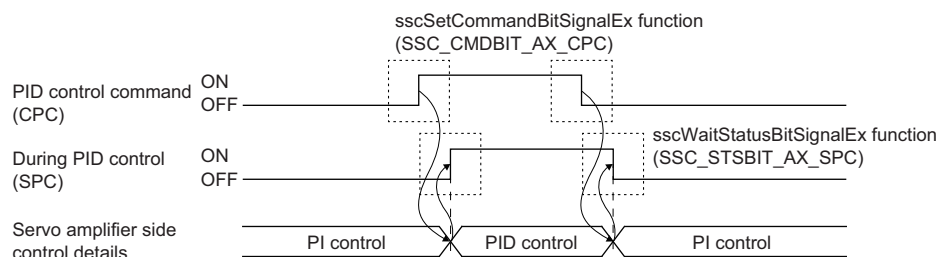 sscSetCommandBitSignalEx function
(SSC_CMDBIT_AX_CPC)
PID control command
(CPC)
ON
OFF
sscWaitStatusBitSignalEx function
(SSC_STSBIT_AX_SPC)
During PID control
(SPC)
ON
OFF
Servo amplifier side
control details
PI control
PID control
PI control